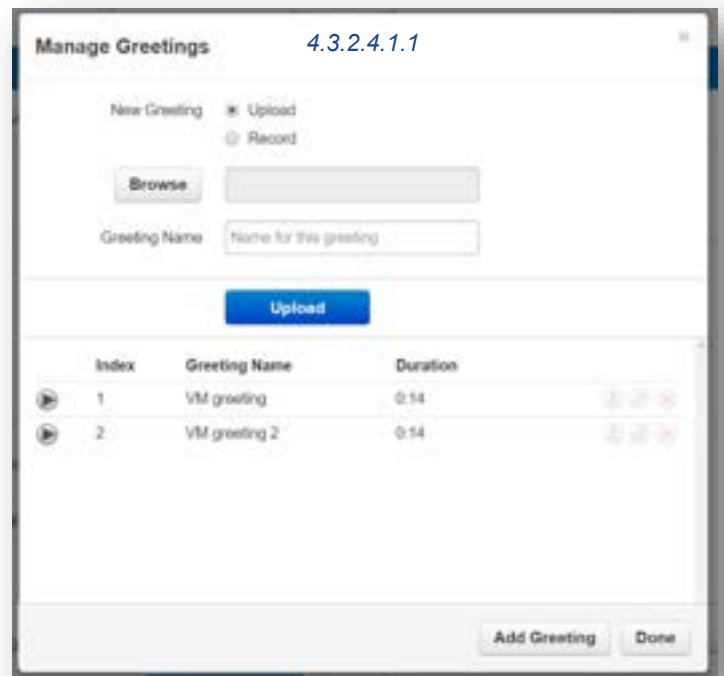 Manage Greetings 4.3.2.4.1.1
New Greeting Upload
Record
Browse
Greeting Name Name for this greeting
Upload
Index Greeting Name Duration
1 VM greeting 0:14
2 VM greeting 2 0:14
Add Greeting Done